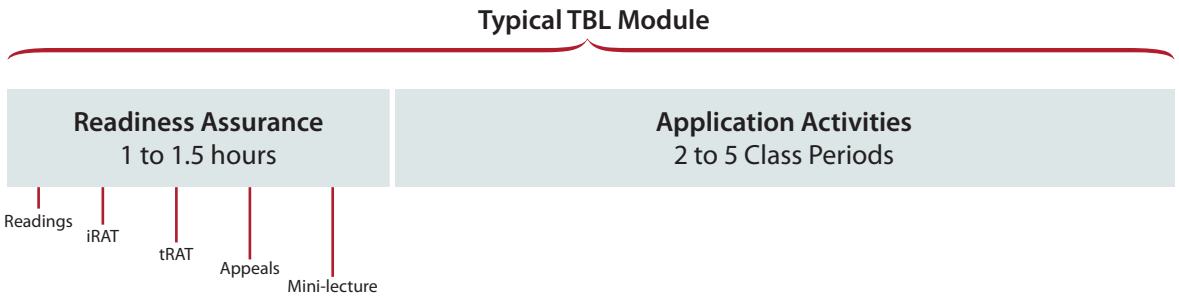 Typical TBL Module
Readiness Assurance
1 to 1.5 hours
Application Activities
2 to 5 Class Periods
Readings
iRAT
tRAT
Appeals
Mini-lecture